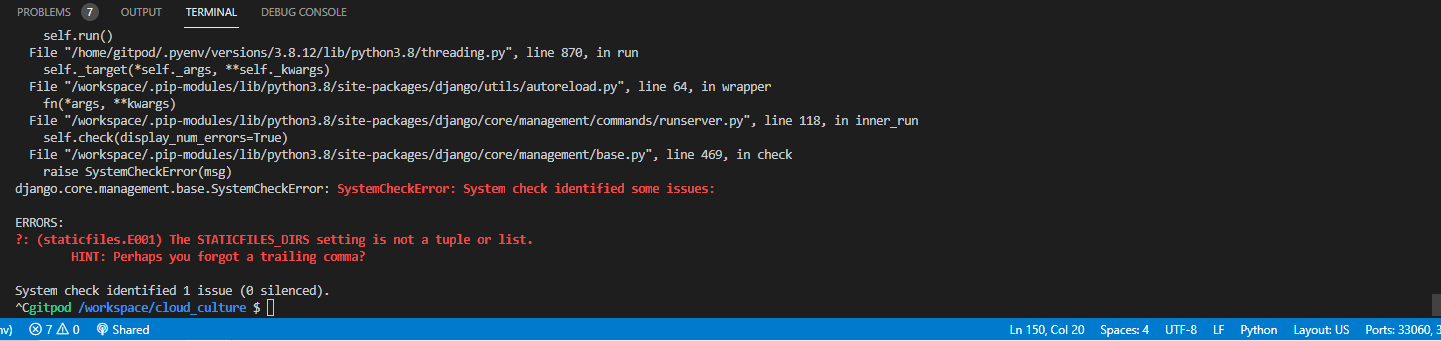 PROBLEMS 7 OUTPUT TERMINAL DEBUG CONSOLE
self.run()
File "/home/gitpod/.pyenv/versions/3.8.12/lib/python3.8/threading.py", line 870, in run
self._target(*self._args, **self._kwargs)
File "/workspace/.pip-modules/lib/python3.8/site-packages/django/utils/autoreload.py", line 64, in wrapper
fn(*args, **kwargs)
File "/workspace/.pip-modules/lib/python3.8/site-packages/django/core/management/commands/runserver.py", line 118, in inner_run
self.check(display_num_errors=True)
File "/workspace/.pip-modules/lib/python3.8/site-packages/django/core/management/base.py", line 469, in check
raise SystemCheckError(msg)
django.core.management.base.SystemCheckError: SystemCheckError: System check identified some issues:
ERRORS:
?: (staticfiles.E001) The STATICFILES_DIRS setting is not a tuple or list.
HINT: Perhaps you forgot a trailing comma?
System check identified 1 issue (0 silenced).
^Cgitpod /workspace/cloud_culture $
nv) 7 0 Shared Ln 150, Col 20 Spaces: 4 UTF-8 LF Python Layout: US Ports: 33060, 3